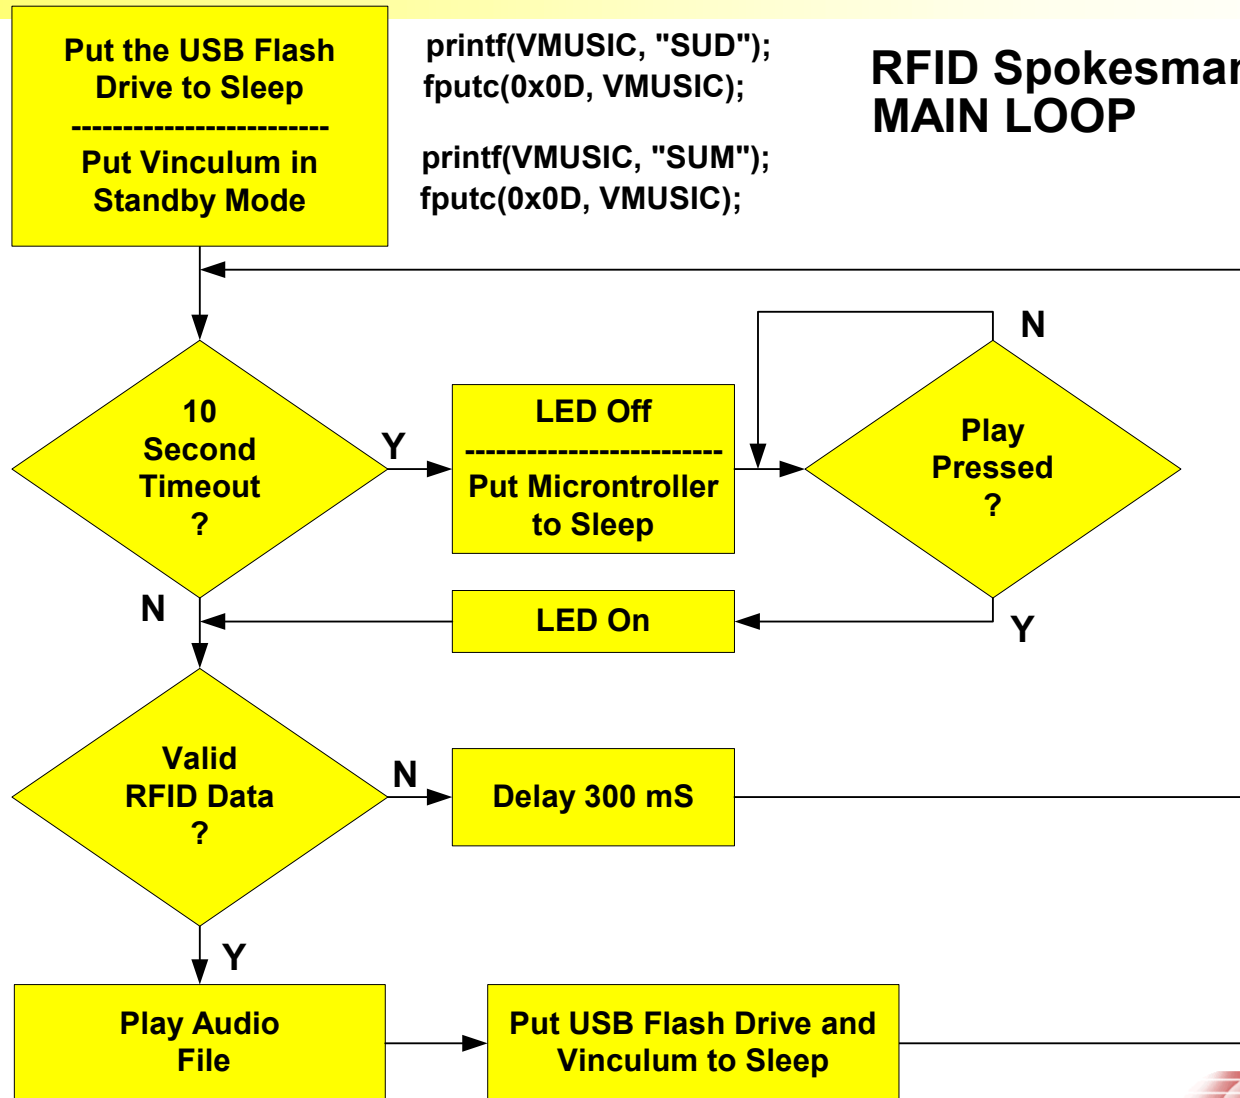 Put the USB Flash
Drive to Sleep
-------------------------
Put Vinculum in
Standby Mode
printf(VMUSIC, "SUD");
fputc(0x0D, VMUSIC);
printf(VMUSIC, "SUM");
fputc(0x0D, VMUSIC);
RFID Spokesman
MAIN LOOP
10
Second
Timeout
?
Y
LED Off
-------------------------
Put Microntroller
to Sleep
N
Play
Pressed
?
N
LED On
Y
Valid
RFID Data
?
N
Delay 300 mS
Y
Play Audio
File
Put USB Flash Drive and
Vinculum to Sleep